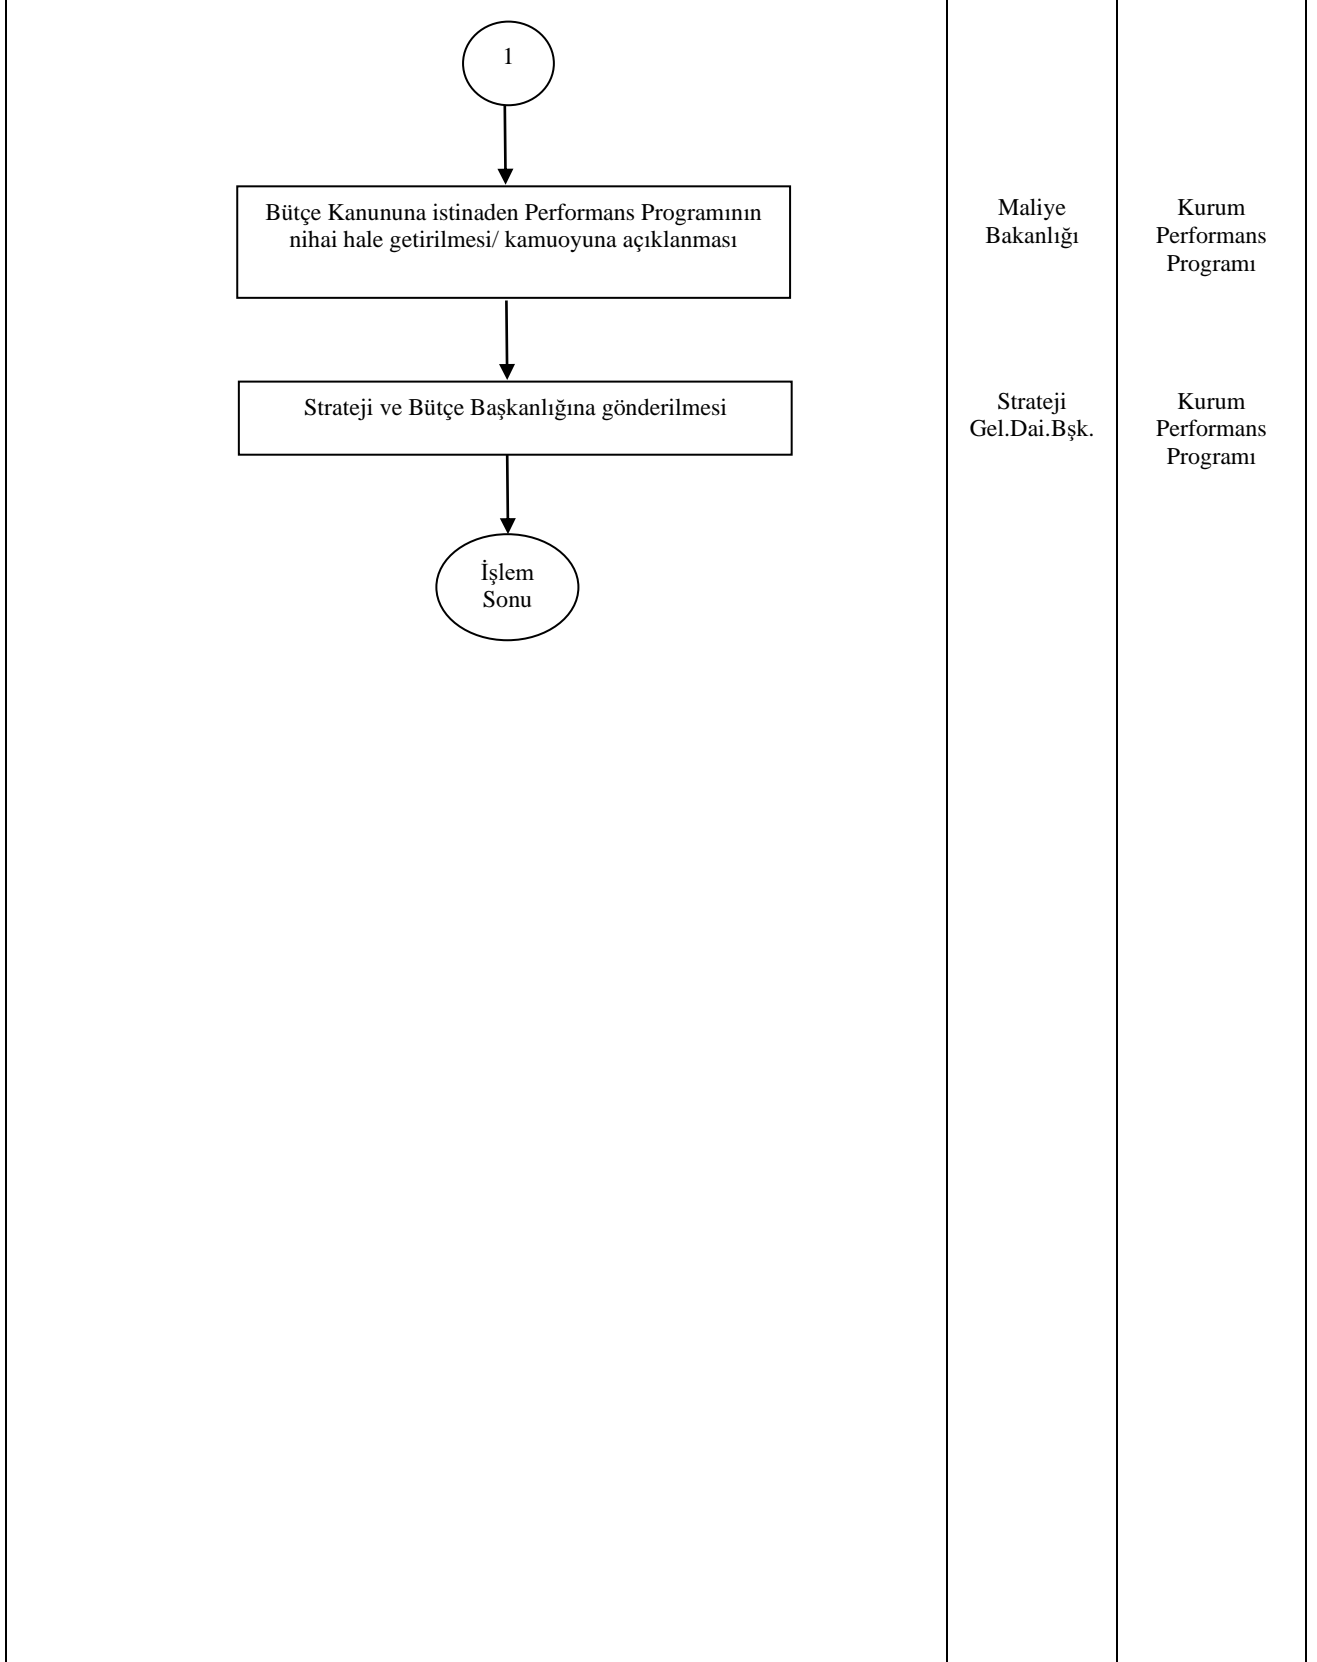 1
Bütçe Kanununa istinaden Performans Programının
nihai hale getirilmesi/ kamuoyuna açıklanması
Maliye
Bakanlığı
Kurum
Performans
Programı
Strateji ve Bütçe Başkanlığına gönderilmesi
Strateji
Gel.Dai.Bşk.
Kurum
Performans
Programı
İşlem
Sonu